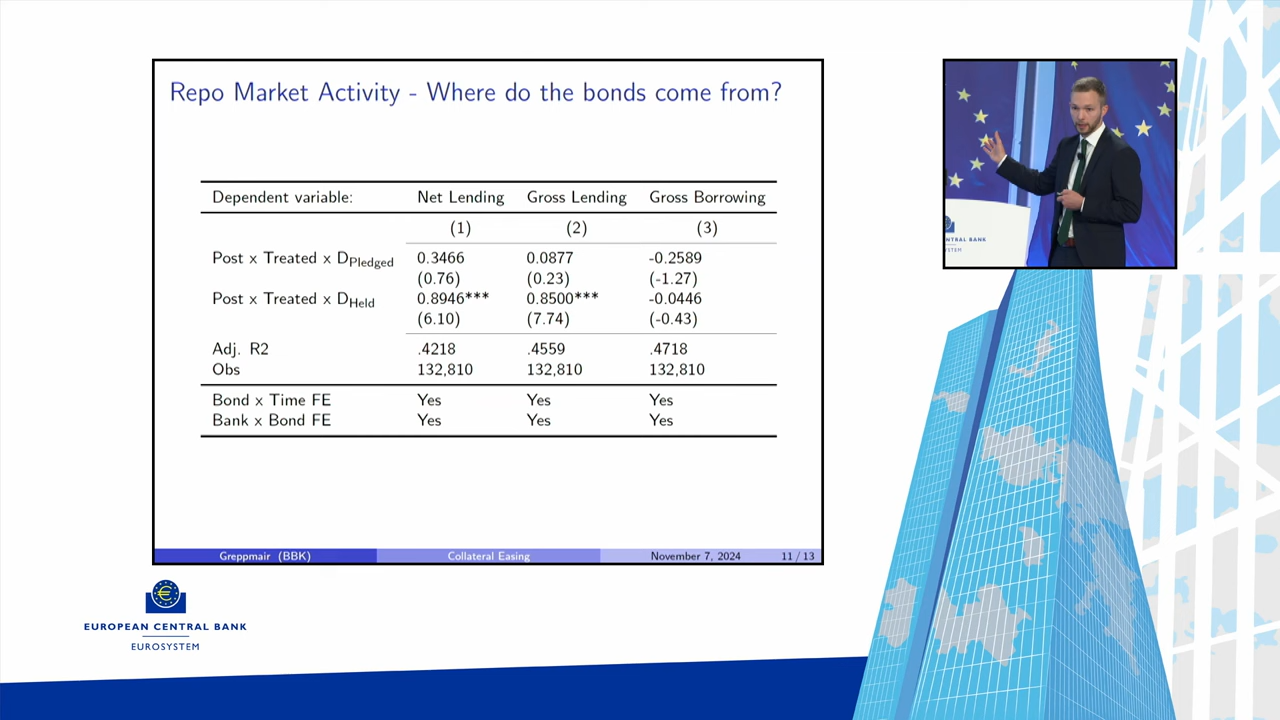 Repo Market Activity - Where do the bonds come from?
Dependent variable: Net Lending Gross Lending Gross Borrowing
(1) (2) (3)
Post x Treated x DPledged 0.3466 0.0877 -0.2589
(0.76) (0.23) (-1.27)
Post x Treated x DHeld 0.8946*** 0.8500*** -0.0446
(6.10) (7.74) (-0.43)
Adj. R2 .4218 .4559 .4718
Obs 132,810 132,810 132,810
Bond x Time FE Yes Yes Yes
Bank x Bond FE Yes Yes Yes
Greppmair (BBK) Collateral Easing November 7, 2024 11 / 13
CENTRAL BANK
EUROPEAN CENTRAL BANK
EUROSYSTEM